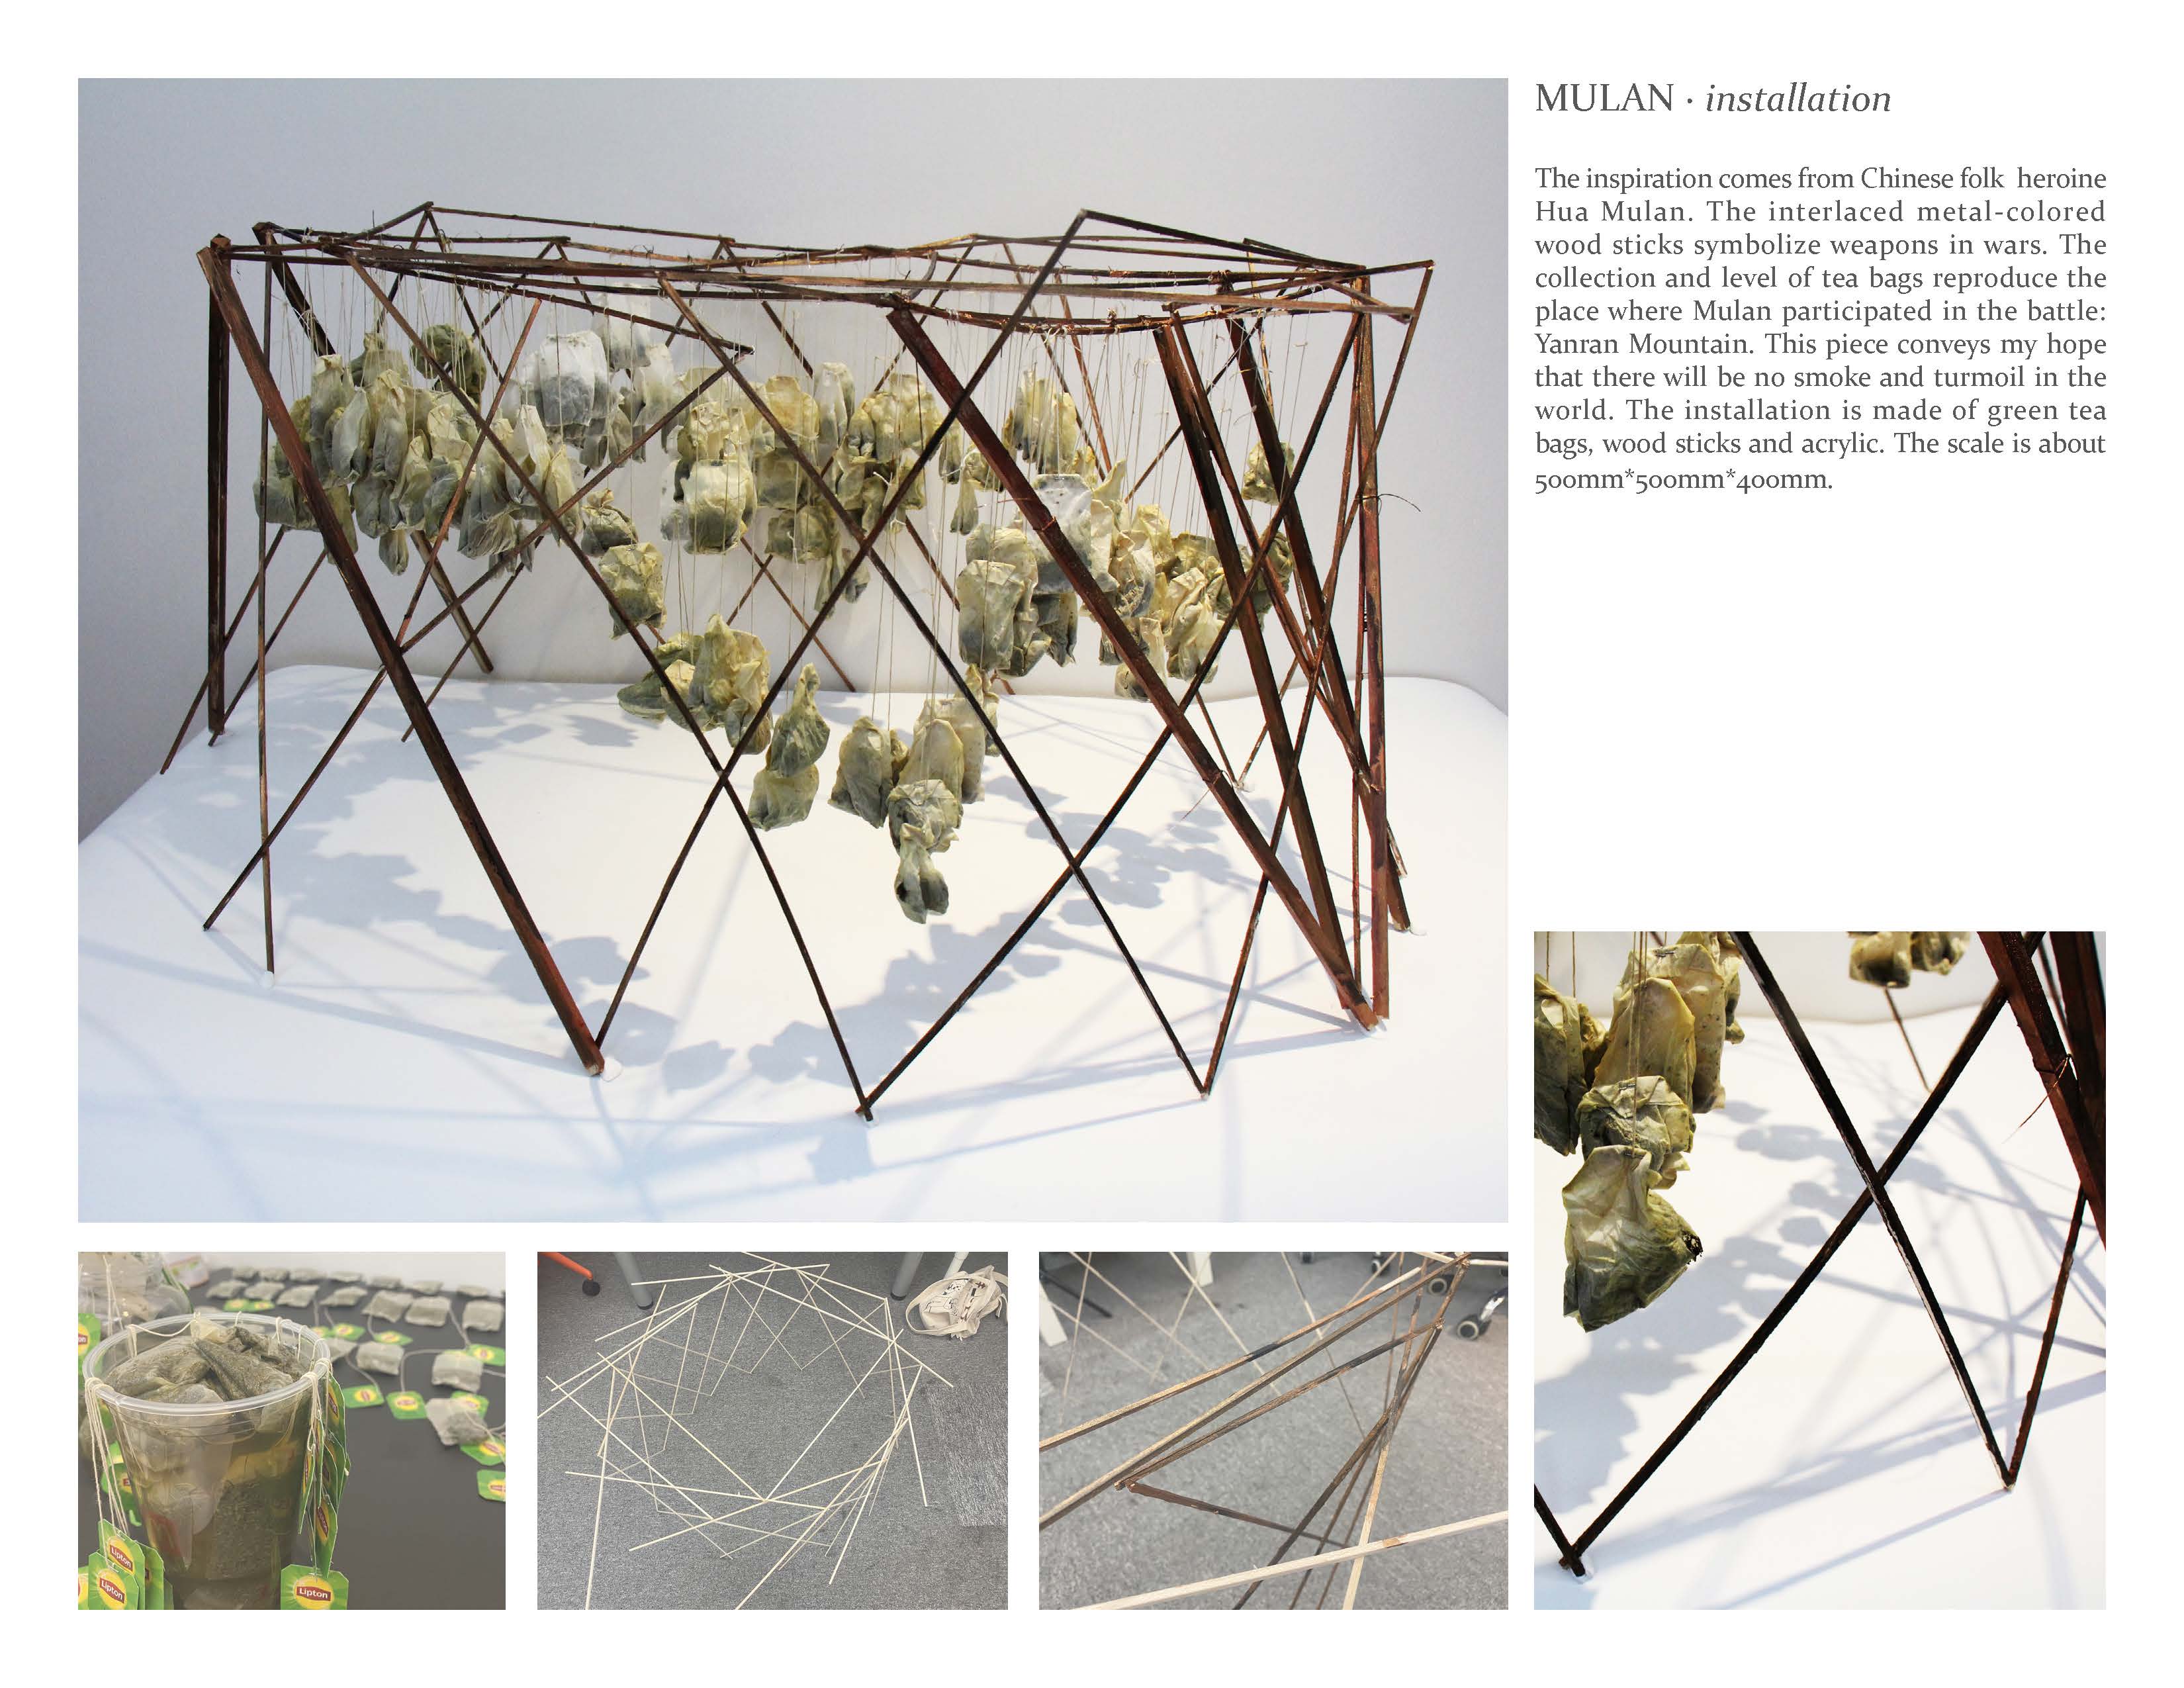 MULAN · installation
The inspiration comes from Chinese folk heroine
Hua Mulan. The interlaced metal-colored
wood sticks symbolize weapons in wars. The
collection and level of tea bags reproduce the
place where Mulan participated in the battle:
Yanran Mountain. This piece conveys my hope
that there will be no smoke and turmoil in the
world. The installation is made of green tea
bags, wood sticks and acrylic. The scale is about
500mm*500mm*400mm.
Lipton
Lipton
Lipton